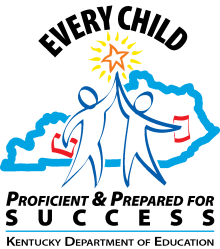 EVERY CHILD
PROFICIENT & PREPARED FOR
SUCCESS
KENTUCKY DEPARTMENT OF EDUCATION